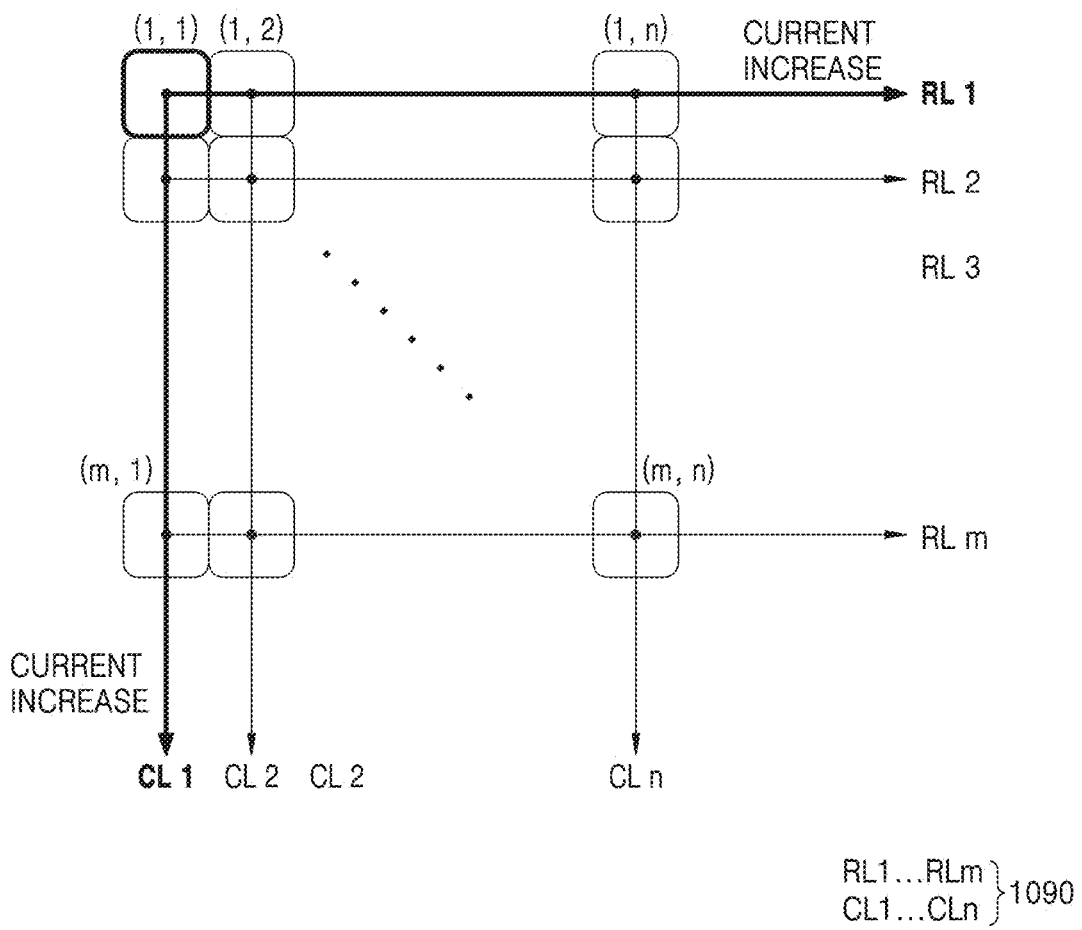 (1, 1) (1, 2) (1, n)
CURRENT
INCREASE
RL 1
RL 2
RL 3
(m, 1) (m, n)
RL m
CURRENT
INCREASE
CL 1 CL 2 CL 2 CL n
RL1...RLm
CL1...CLn
1090